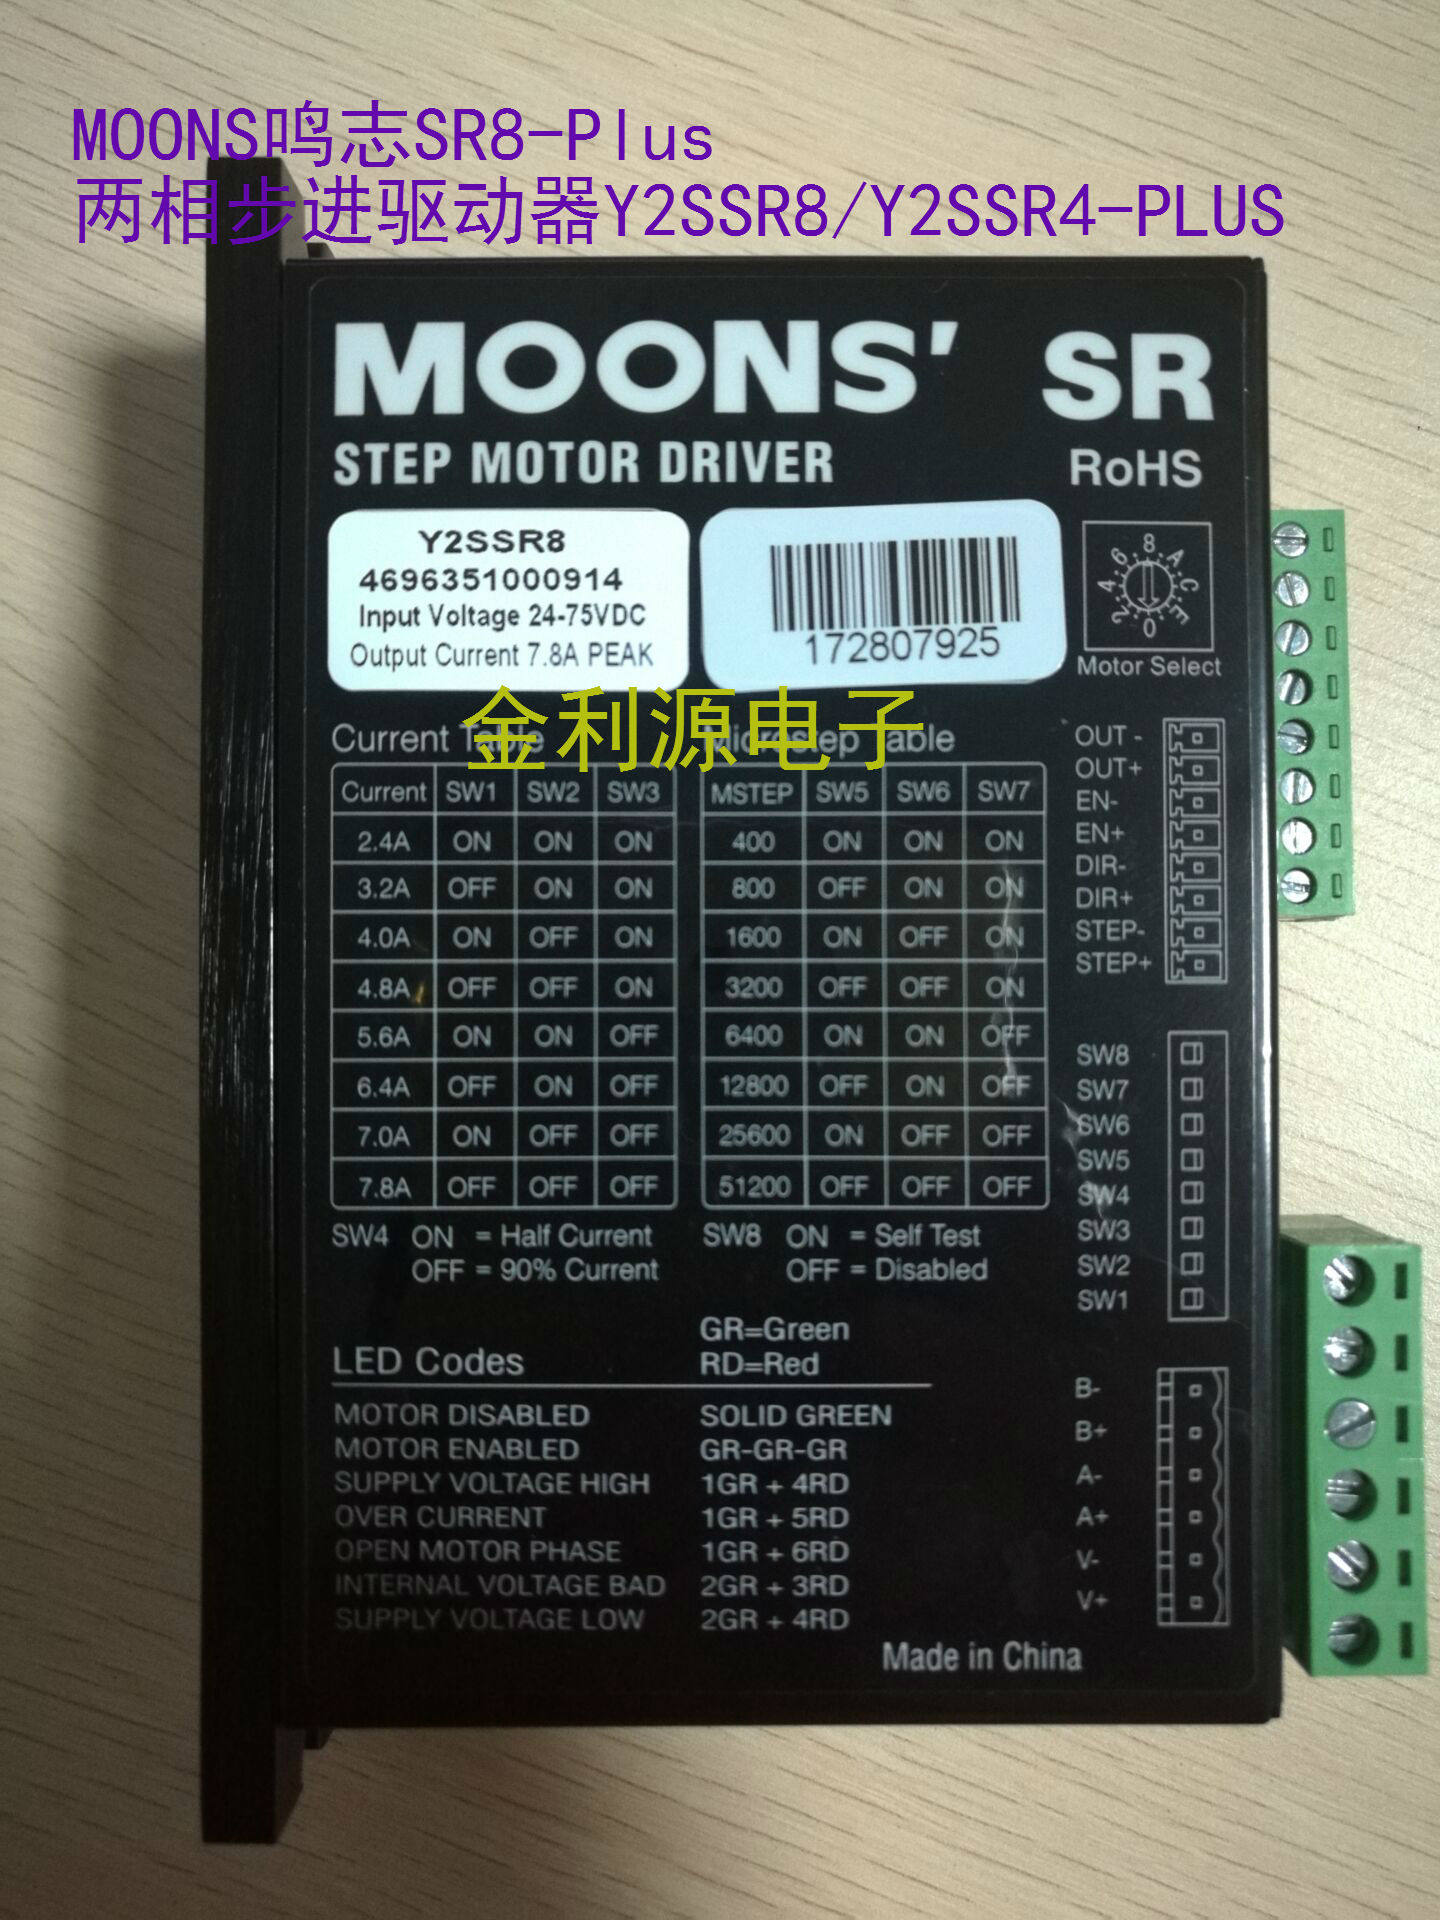 MOONS鸣志SR8-Plus
两相步进驱动器Y2SSR8/Y2SSR4-PLUS
MOONS' SR
STEP MOTOR DRIVER RoHS
Y2SSR8
4696351000914
Input Voltage 24-75VDC
Output Current 7.8A PEAK
172807925
0 2 4 6 8 A C E
Motor Select
金利源电子
Current Table
Current SW1 SW2 SW3
2.4A ON ON ON
3.2A OFF ON ON
4.0A ON OFF ON
4.8A OFF OFF ON
5.6A ON ON OFF
6.4A OFF ON OFF
7.0A ON OFF OFF
7.8A OFF OFF OFF
SW4 ON = Half Current
OFF = 90% Current
Microstep Table
MSTEP SW5 SW6 SW7
400 ON ON ON
800 OFF ON ON
1600 ON OFF ON
3200 OFF OFF ON
6400 ON ON OFF
12800 OFF ON OFF
25600 ON OFF OFF
51200 OFF OFF OFF
SW8 ON = Self Test
OFF = Disabled
OUT -
OUT+
EN-
EN+
DIR-
DIR+
STEP-
STEP+
SW8
SW7
SW6
SW5
SW4
SW3
SW2
SW1
B-
B+
A-
A+
V-
V+
GR=Green
LED Codes RD=Red
MOTOR DISABLED SOLID GREEN
MOTOR ENABLED GR-GR-GR
SUPPLY VOLTAGE HIGH 1GR + 4RD
OVER CURRENT 1GR + 5RD
OPEN MOTOR PHASE 1GR + 6RD
INTERNAL VOLTAGE BAD 2GR + 3RD
SUPPLY VOLTAGE LOW 2GR + 4RD
Made in China